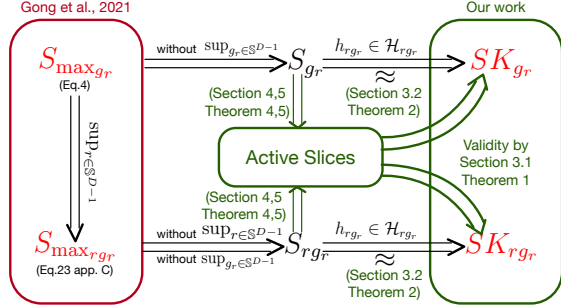 Gong et al., 2021
Our work
S_{max_{g_r}}
(Eq.4)
without sup_{g_r∈𝕊^{D−1}}
S_{g_r}
h_{rg_r} ∈ ℋ_{rg_r}
≈
(Section 3.2
Theorem 2)
SK_{g_r}
(Section 4,5
Theorem 4,5)
sup_{r∈𝕊^{D−1}}
Active Slices
Validity by
Section 3.1
Theorem 1
(Section 4,5
Theorem 4,5)
S_{max_{rg_r}}
(Eq.23 app. C)
without sup_{r∈𝕊^{D−1}}
without sup_{g_r∈𝕊^{D−1}}
S_{rg_r}
h_{rg_r} ∈ ℋ_{rg_r}
≈
(Section 3.2
Theorem 2)
SK_{rg_r}